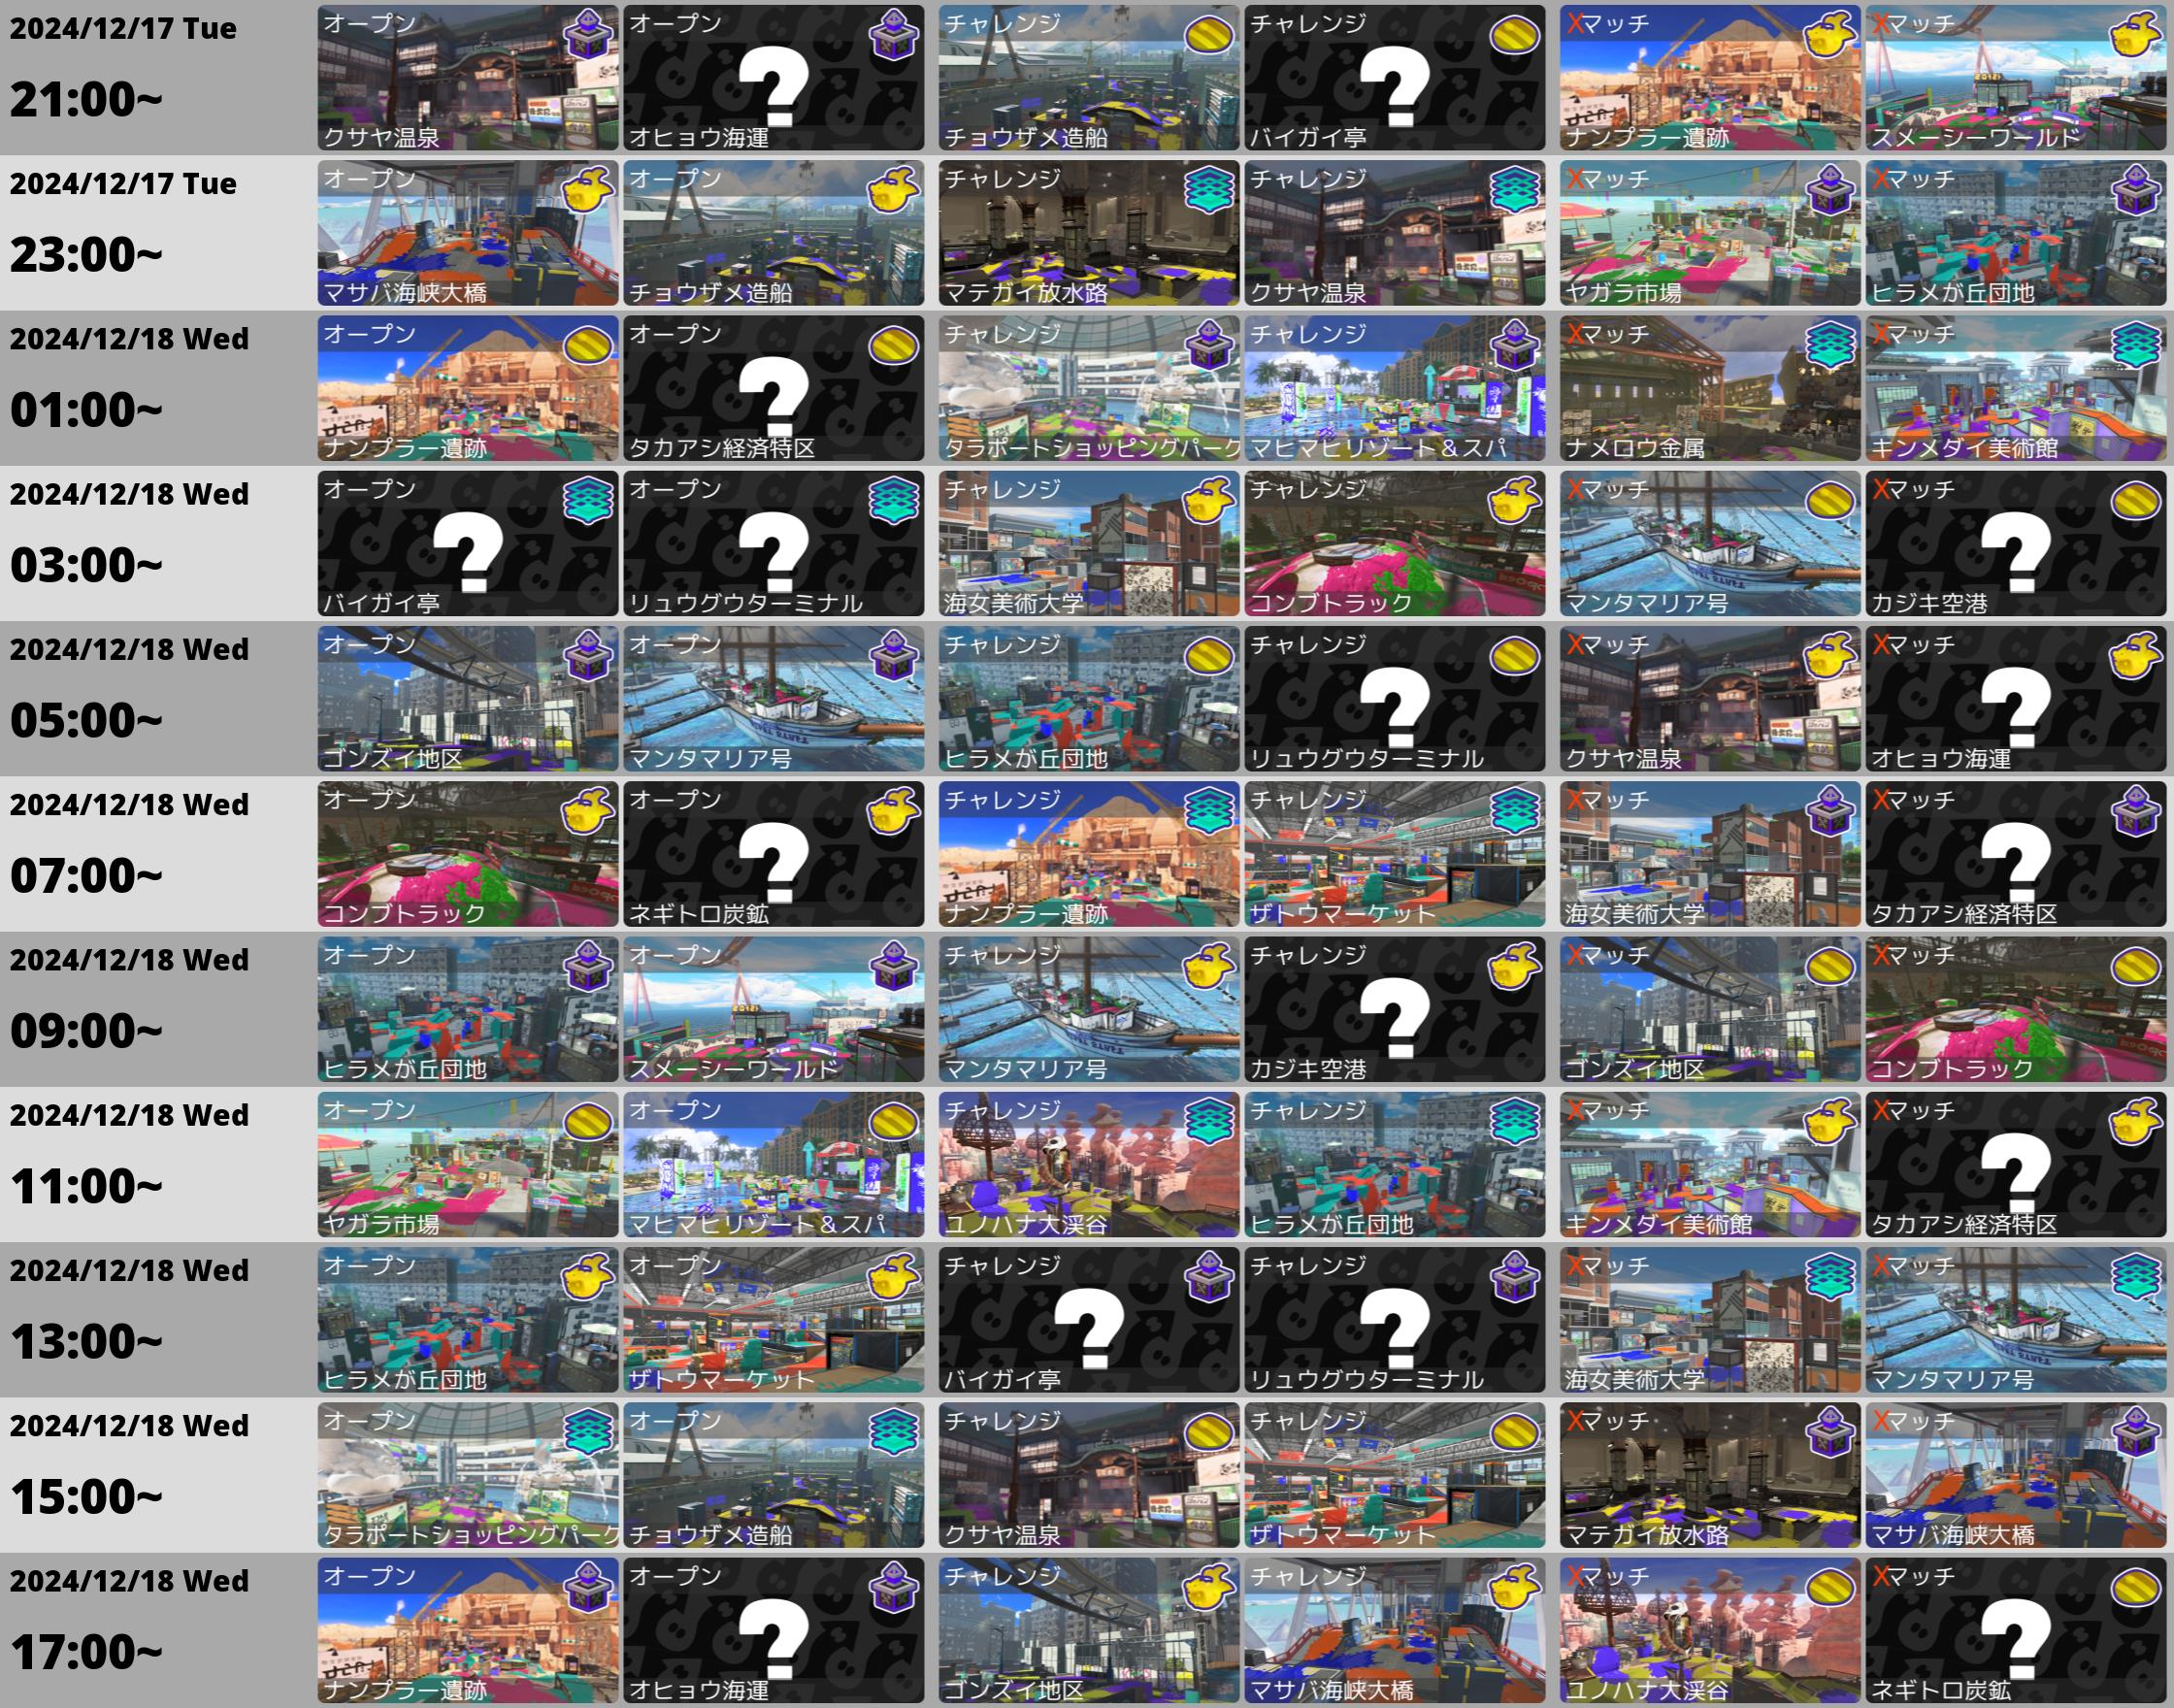 2024/12/17 Tue
21:00~
オープン
クサヤ温泉
オープン
オヒョウ海運
チャレンジ
チョウザメ造船
チャレンジ
バイガイ亭
Xマッチ
ナンプラー遺跡
Xマッチ
スメーシーワールド
2024/12/17 Tue
23:00~
オープン
マサバ海峡大橋
オープン
チョウザメ造船
チャレンジ
マテガイ放水路
チャレンジ
クサヤ温泉
Xマッチ
ヤガラ市場
Xマッチ
ヒラメが丘団地
2024/12/18 Wed
01:00~
オープン
ナンプラー遺跡
オープン
タカアシ経済特区
チャレンジ
タラポートショッピングパーク
チャレンジ
マヒマヒリゾート&スパ
Xマッチ
ナメロウ金属
Xマッチ
キンメダイ美術館
2024/12/18 Wed
03:00~
オープン
バイガイ亭
オープン
リュウグウターミナル
チャレンジ
海女美術大学
チャレンジ
コンブトラック
Xマッチ
マンタマリア号
Xマッチ
カジキ空港
2024/12/18 Wed
05:00~
オープン
ゴンズイ地区
オープン
マンタマリア号
チャレンジ
ヒラメが丘団地
チャレンジ
リュウグウターミナル
Xマッチ
クサヤ温泉
Xマッチ
オヒョウ海運
2024/12/18 Wed
07:00~
オープン
コンブトラック
オープン
ネギトロ炭鉱
チャレンジ
ナンプラー遺跡
チャレンジ
ザトウマーケット
Xマッチ
海女美術大学
Xマッチ
タカアシ経済特区
2024/12/18 Wed
09:00~
オープン
ヒラメが丘団地
オープン
スメーシーワールド
チャレンジ
マンタマリア号
チャレンジ
カジキ空港
Xマッチ
ゴンズイ地区
Xマッチ
コンブトラック
2024/12/18 Wed
11:00~
オープン
ヤガラ市場
オープン
マヒマヒリゾート&スパ
チャレンジ
ユノハナ大渓谷
チャレンジ
ヒラメが丘団地
Xマッチ
キンメダイ美術館
Xマッチ
タカアシ経済特区
2024/12/18 Wed
13:00~
オープン
ヒラメが丘団地
オープン
ザトウマーケット
チャレンジ
バイガイ亭
チャレンジ
リュウグウターミナル
Xマッチ
海女美術大学
Xマッチ
マンタマリア号
2024/12/18 Wed
15:00~
オープン
タラポートショッピングパーク
オープン
チョウザメ造船
チャレンジ
クサヤ温泉
チャレンジ
ザトウマーケット
Xマッチ
マテガイ放水路
Xマッチ
マサバ海峡大橋
2024/12/18 Wed
17:00~
オープン
ナンプラー遺跡
オープン
オヒョウ海運
チャレンジ
ゴンズイ地区
チャレンジ
マサバ海峡大橋
Xマッチ
ユノハナ大渓谷
Xマッチ
ネギトロ炭鉱